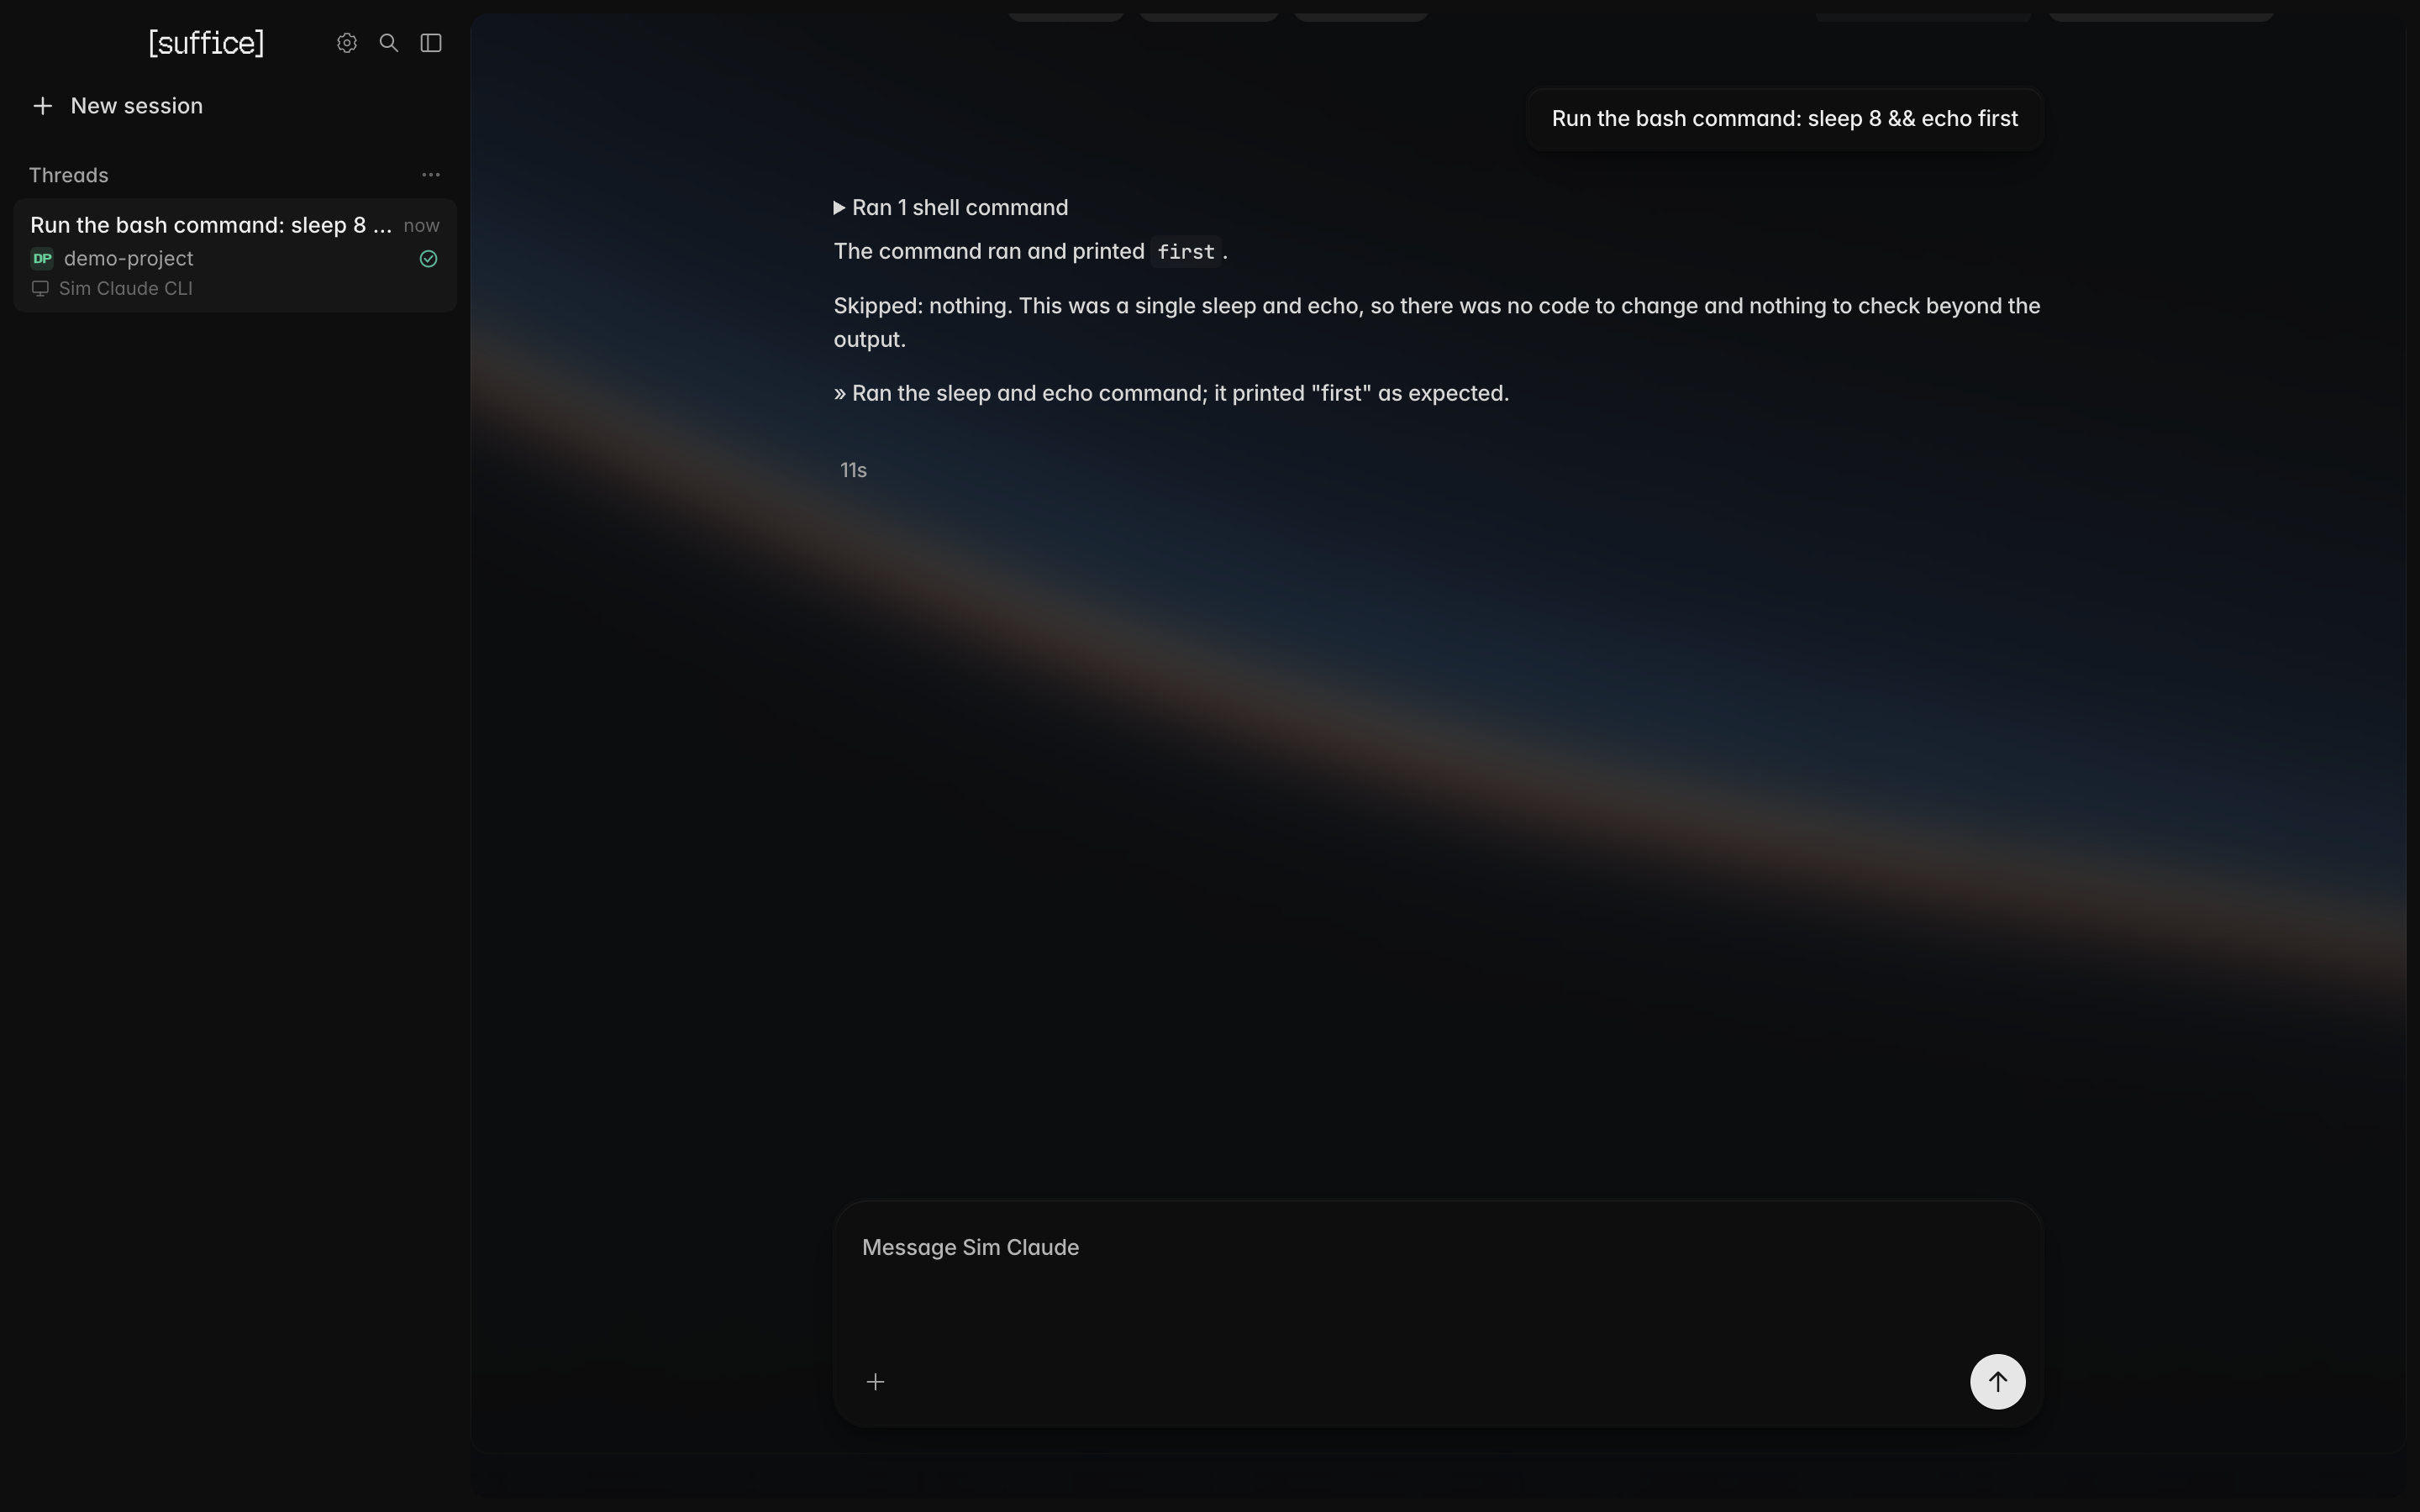 [suffice]
New session
Threads
Run the bash command: sleep 8 ... now
DP demo-project
Sim Claude CLI
Run the bash command: sleep 8 && echo first
Ran 1 shell command
The command ran and printed first.
Skipped: nothing. This was a single sleep and echo, so there was no code to change and nothing to check beyond the
output.
» Ran the sleep and echo command; it printed "first" as expected.
11s
Message Sim Claude